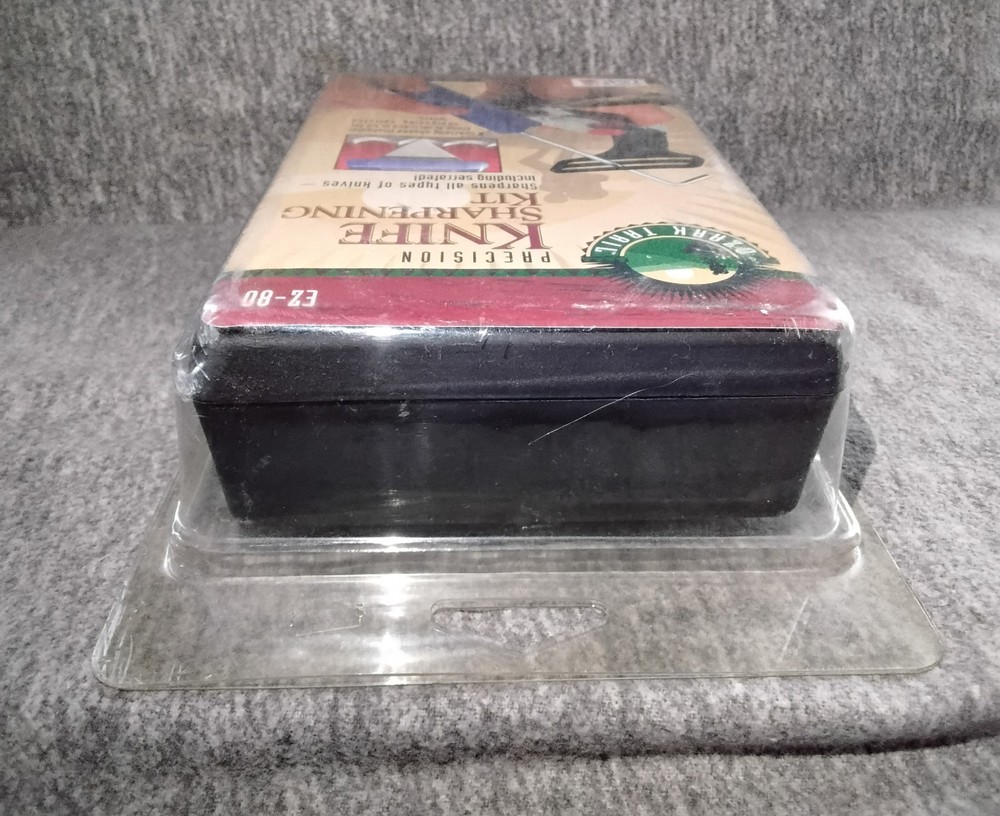 EZ-80
OZARK TRAIL
PRECISION
KNIFE
SHARPENING
KIT
Sharpens all types of knives –
including serrated!